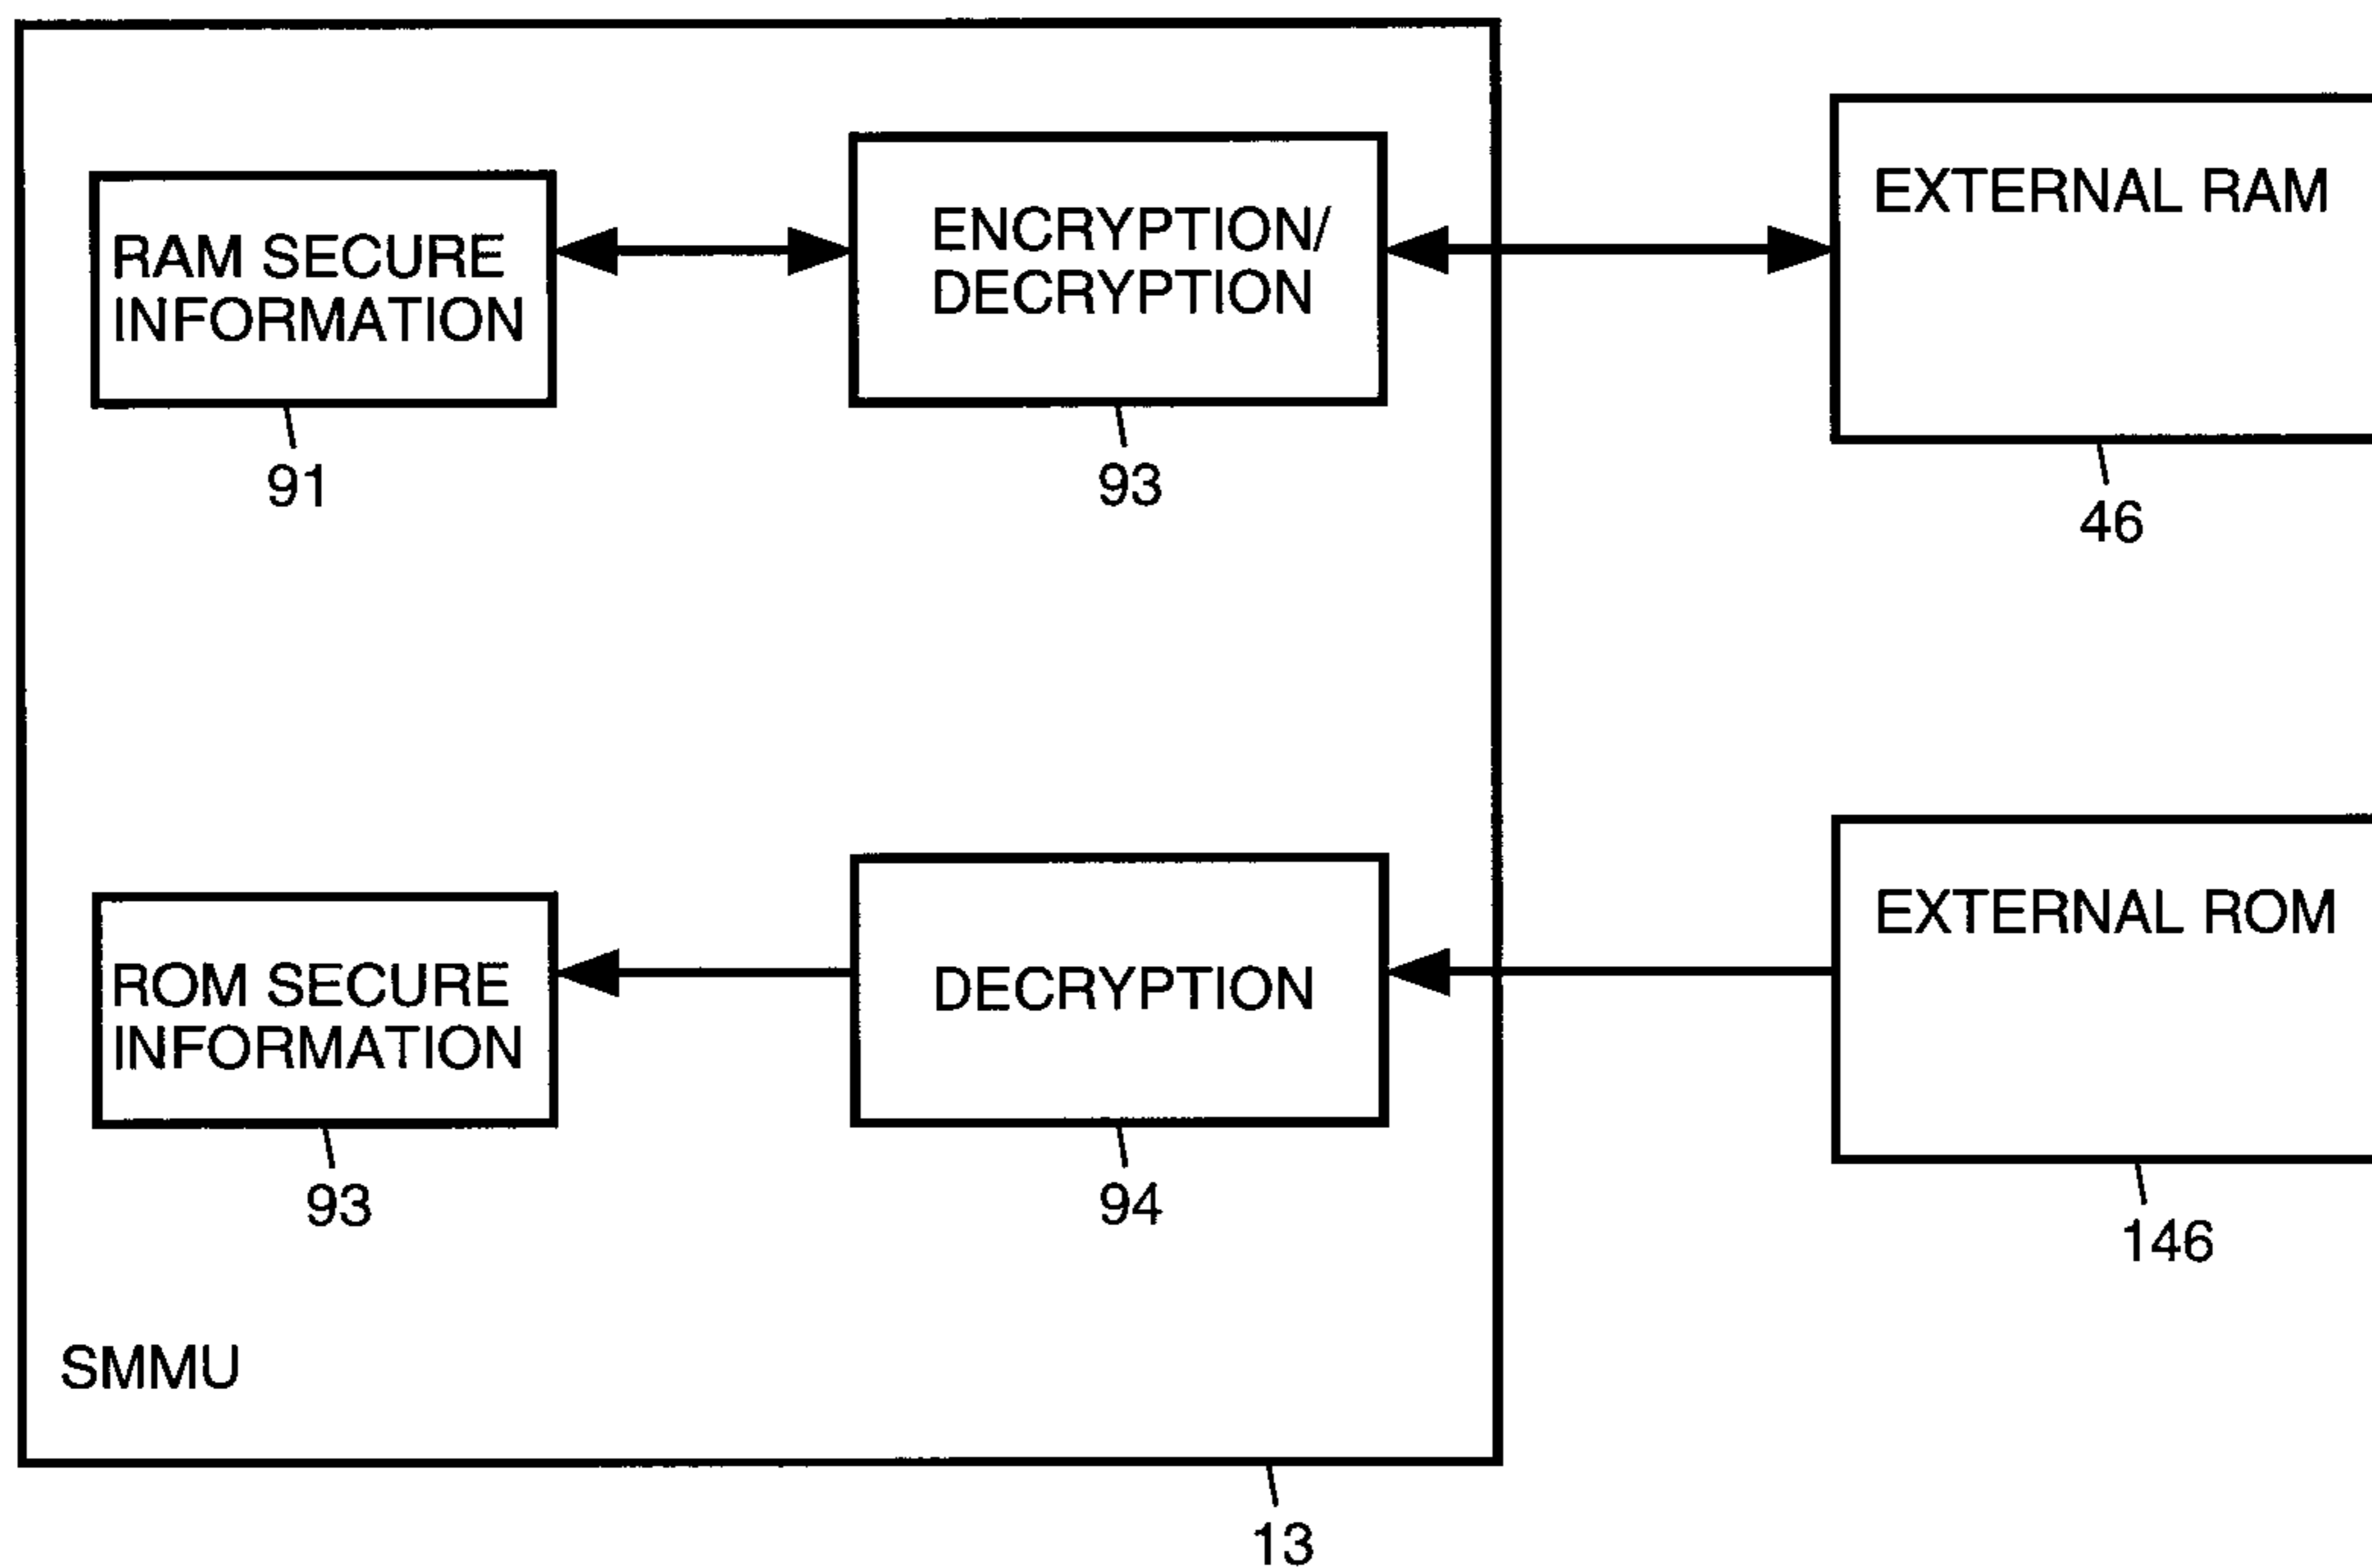 RAM SECURE
INFORMATION
91
ENCRYPTION/
DECRYPTION
93
EXTERNAL RAM
46
ROM SECURE
INFORMATION
93
DECRYPTION
94
EXTERNAL ROM
146
SMMU
13